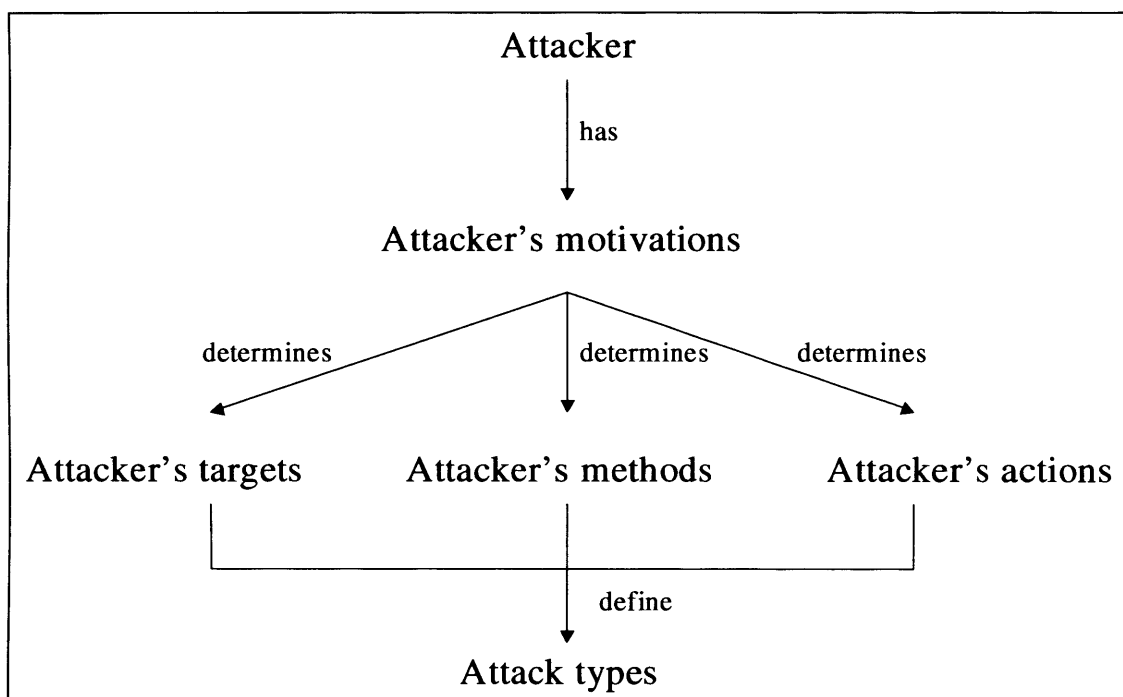 Attacker
has
Attacker's motivations
determines determines determines
Attacker's targets Attacker's methods Attacker's actions
define
Attack types